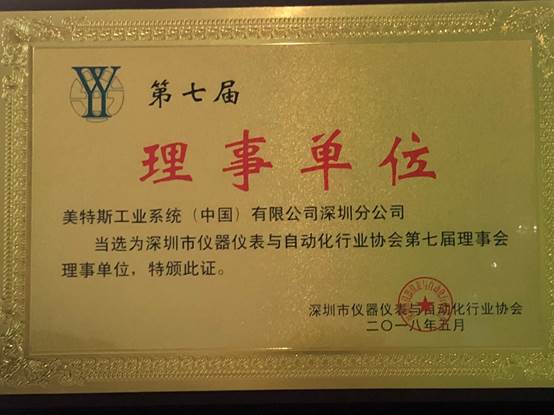 第七届
理事单位
美特斯工业系统（中国）有限公司深圳分公司
当选为深圳市仪器仪表与自动化行业协会第七届理事会
理事单位，特颁此证。
深圳市仪器仪表与自动化行业协会
二〇一八年五月